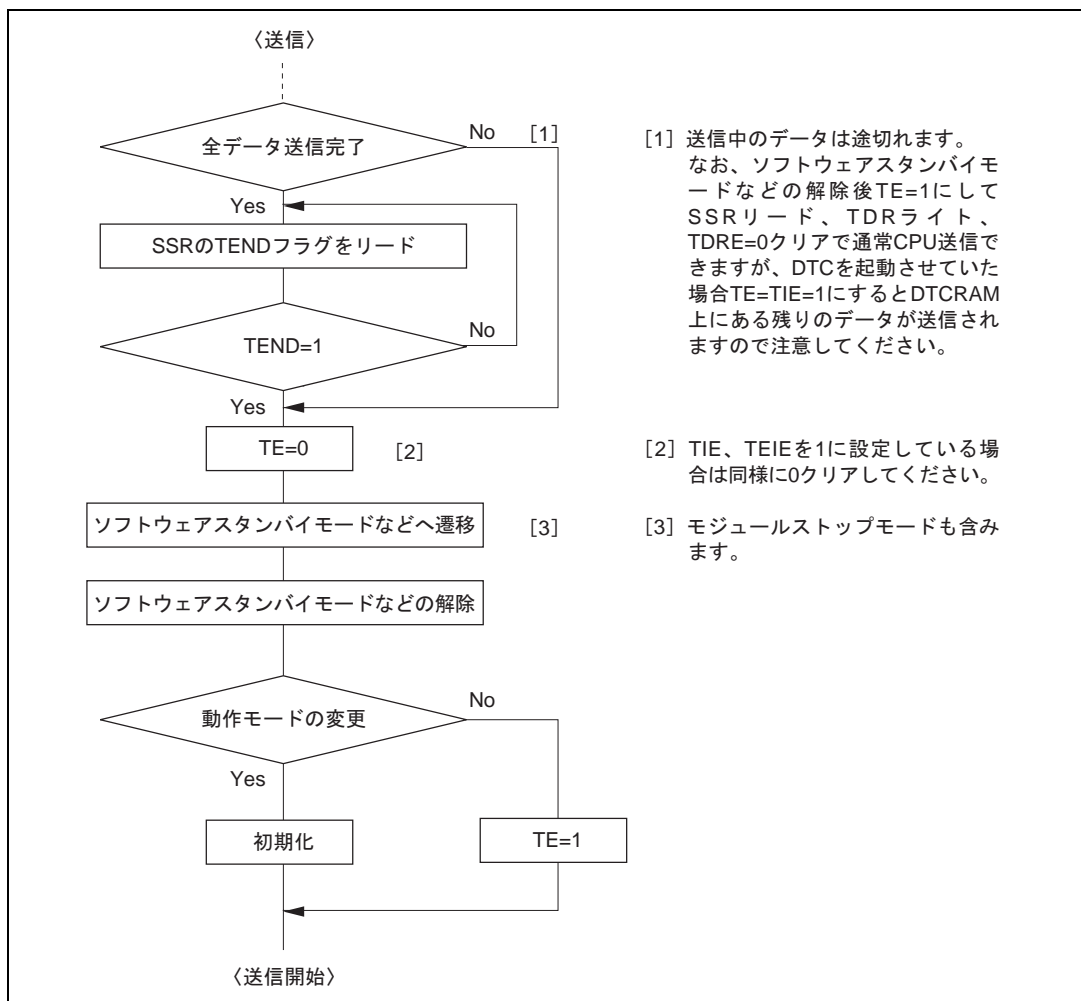 〈送信〉
全データ送信完了
No [1]
Yes
SSRのTENDフラグをリード
TEND=1
No
Yes
TE=0 [2]
ソフトウェアスタンバイモードなどへ遷移 [3]
ソフトウェアスタンバイモードなどの解除
動作モードの変更
No
Yes
初期化
TE=1
〈送信開始〉
[1] 送信中のデータは途切れます。
なお、ソフトウェアスタンバイモ
ードなどの解除後TE=1にして
SSRリード、TDRライト、
TDRE=0クリアで通常CPU送信で
きますが、DTCを起動させていた
場合TE=TIE=1にするとDTCRAM
上にある残りのデータが送信され
ますので注意してください。
[2] TIE、TEIEを1に設定している場
合は同様に0クリアしてください。
[3] モジュールストップモードも含み
ます。